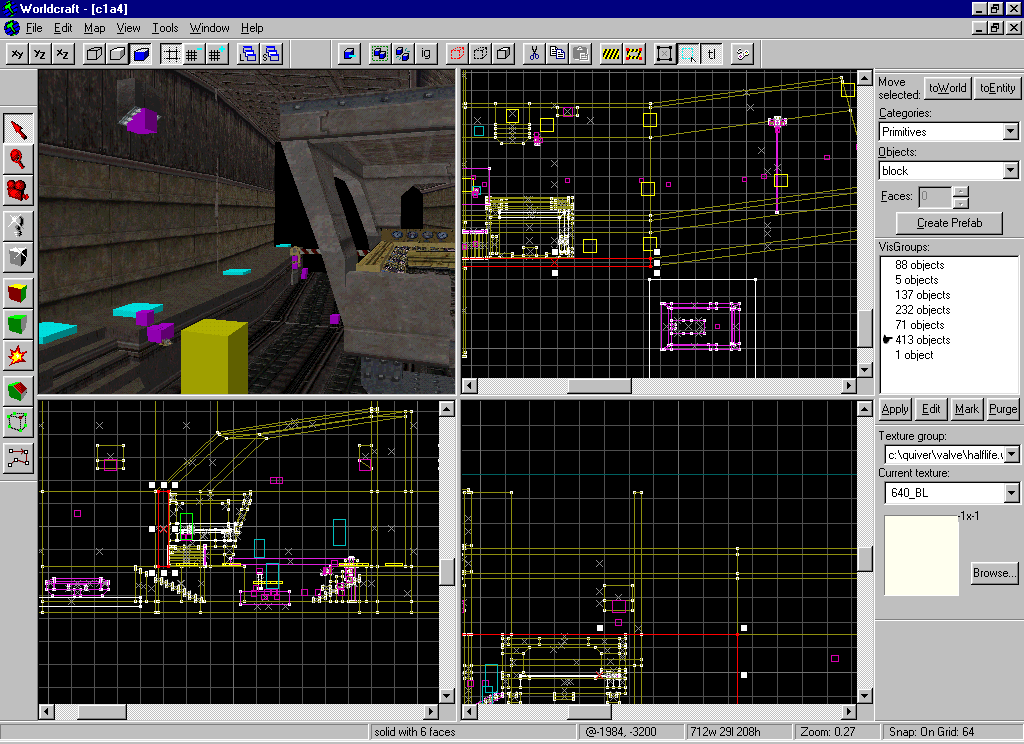 Worldcraft - [c1a4]
File Edit Map View Tools Window Help
xy yz xz ig tl
Move selected: toWorld toEntity
Categories:
Primitives
Objects:
block
Faces: 0
Create Prefab
VisGroups:
88 objects
5 objects
137 objects
232 objects
71 objects
413 objects
1 object
Apply Edit Mark Purge
Texture group:
c:\quiver\valve\halflife.
Current texture:
640_BL
-1x-1
Browse...
solid with 6 faces @-1984, -3200 712w 29l 208h Zoom: 0.27 Snap: On Grid: 64